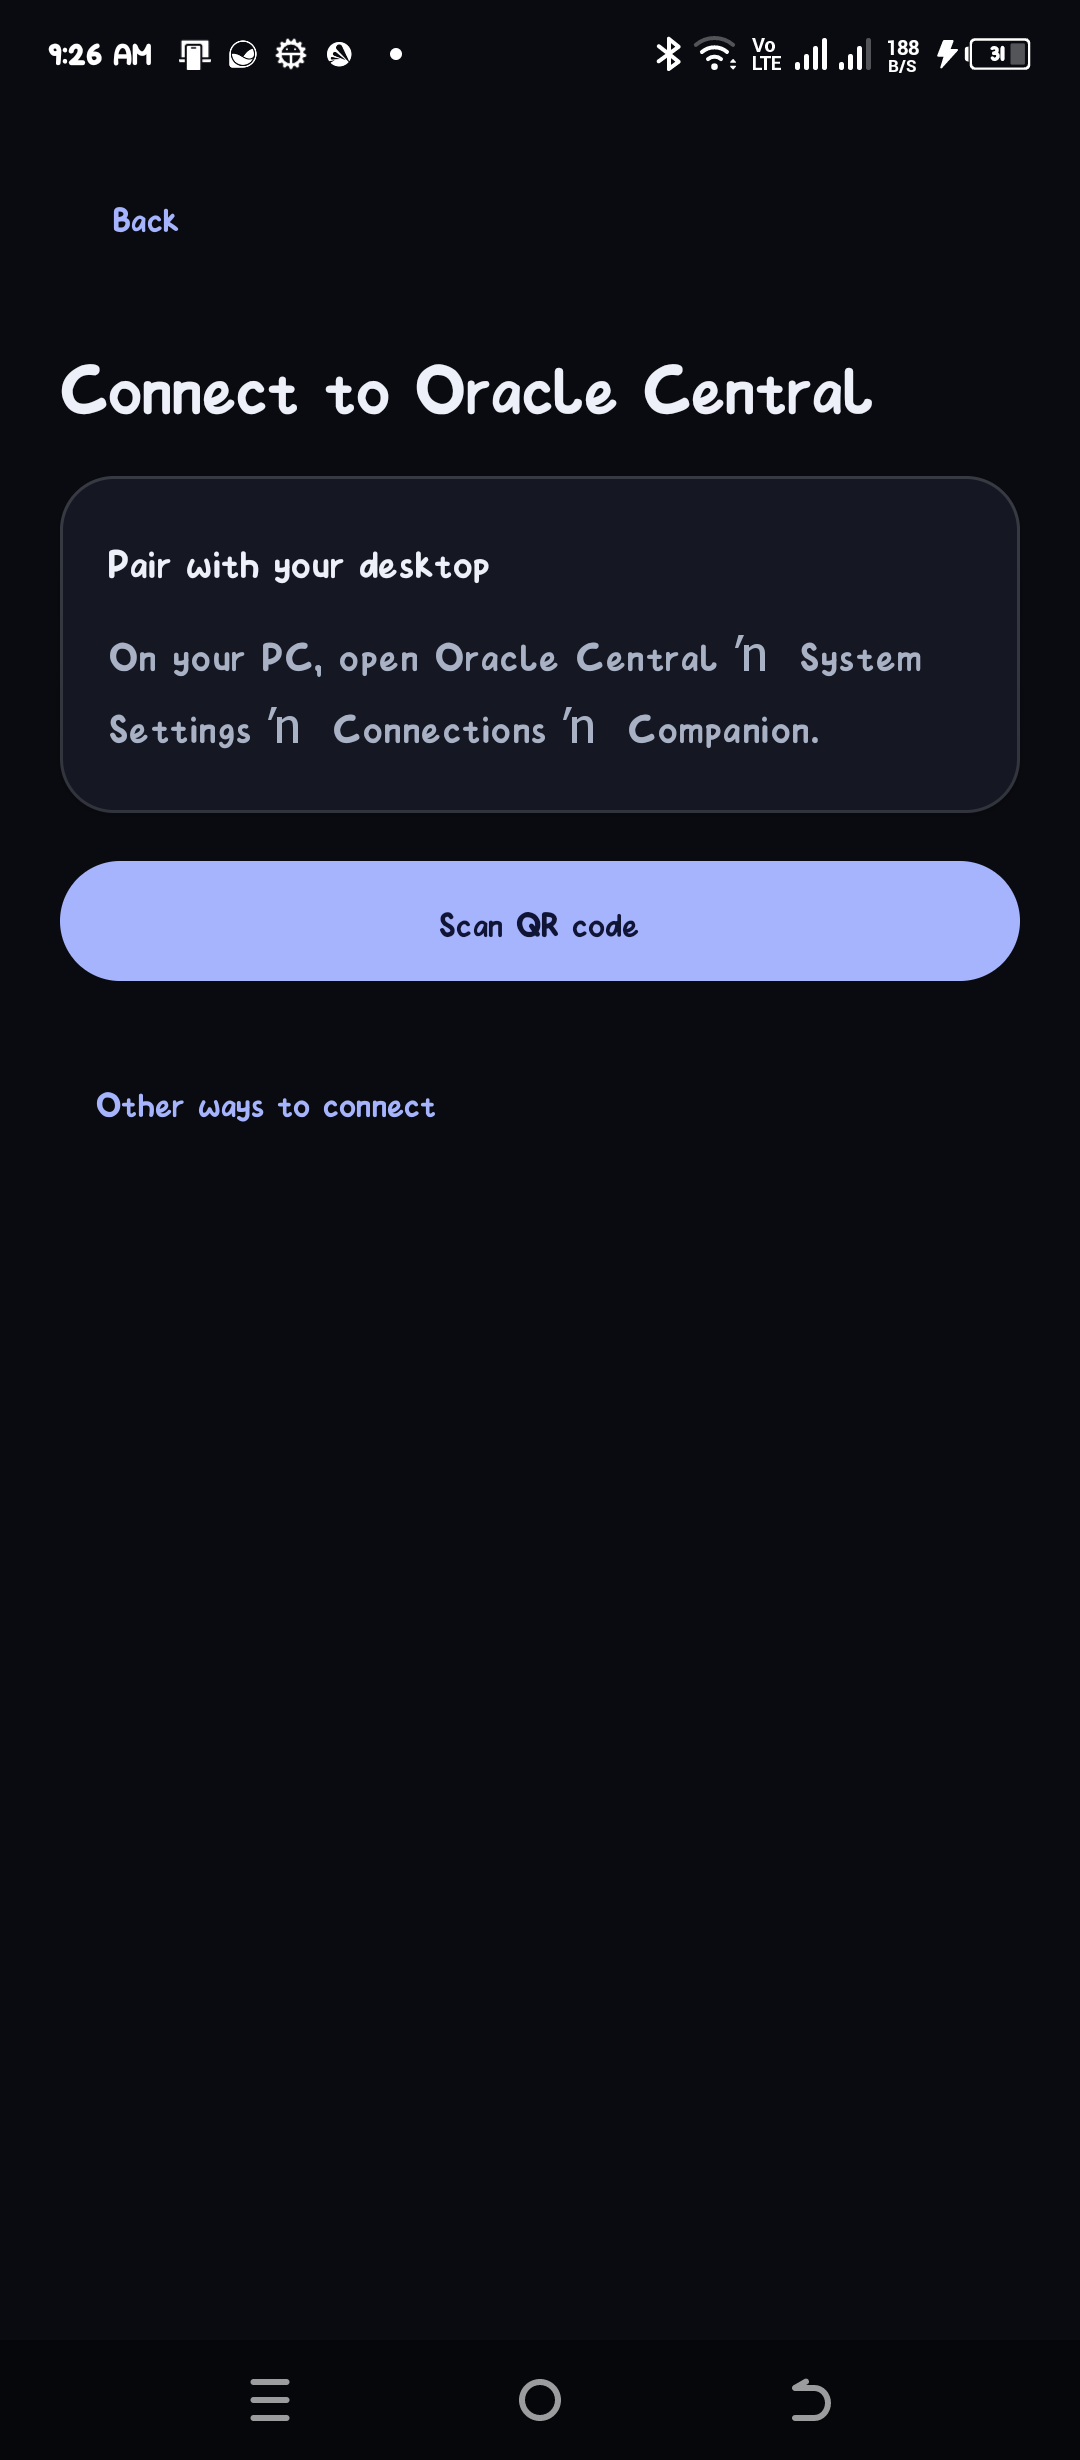 9:26 AM
Vo
LTE
188
B/S
31
Back
Connect to Oracle Central
Pair with your desktop
On your PC, open Oracle Central ŉ System
Settings ŉ Connections ŉ Companion.
Scan QR code
Other ways to connect